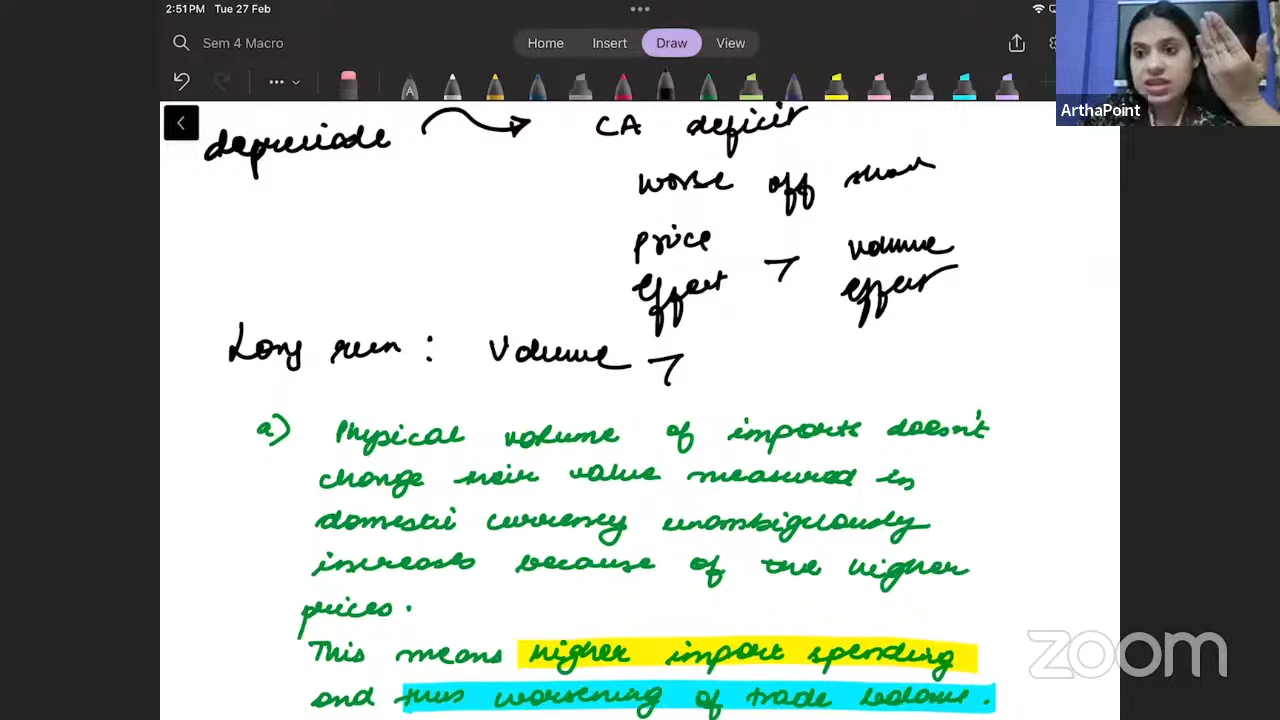 2:51 PM Tue 27 Feb
Sem 4 Macro
Home Insert Draw View
A
ArthaPoint
depreciate → CA deficit
worse off
price volume
effect > effect
Long run : Volume >
a) Physical volume of imports doesn't
change their value measured in
domestic currency unambiguously
increases because of the higher
prices.
This means higher import spending
and thus worsening of trade balance.
zoom